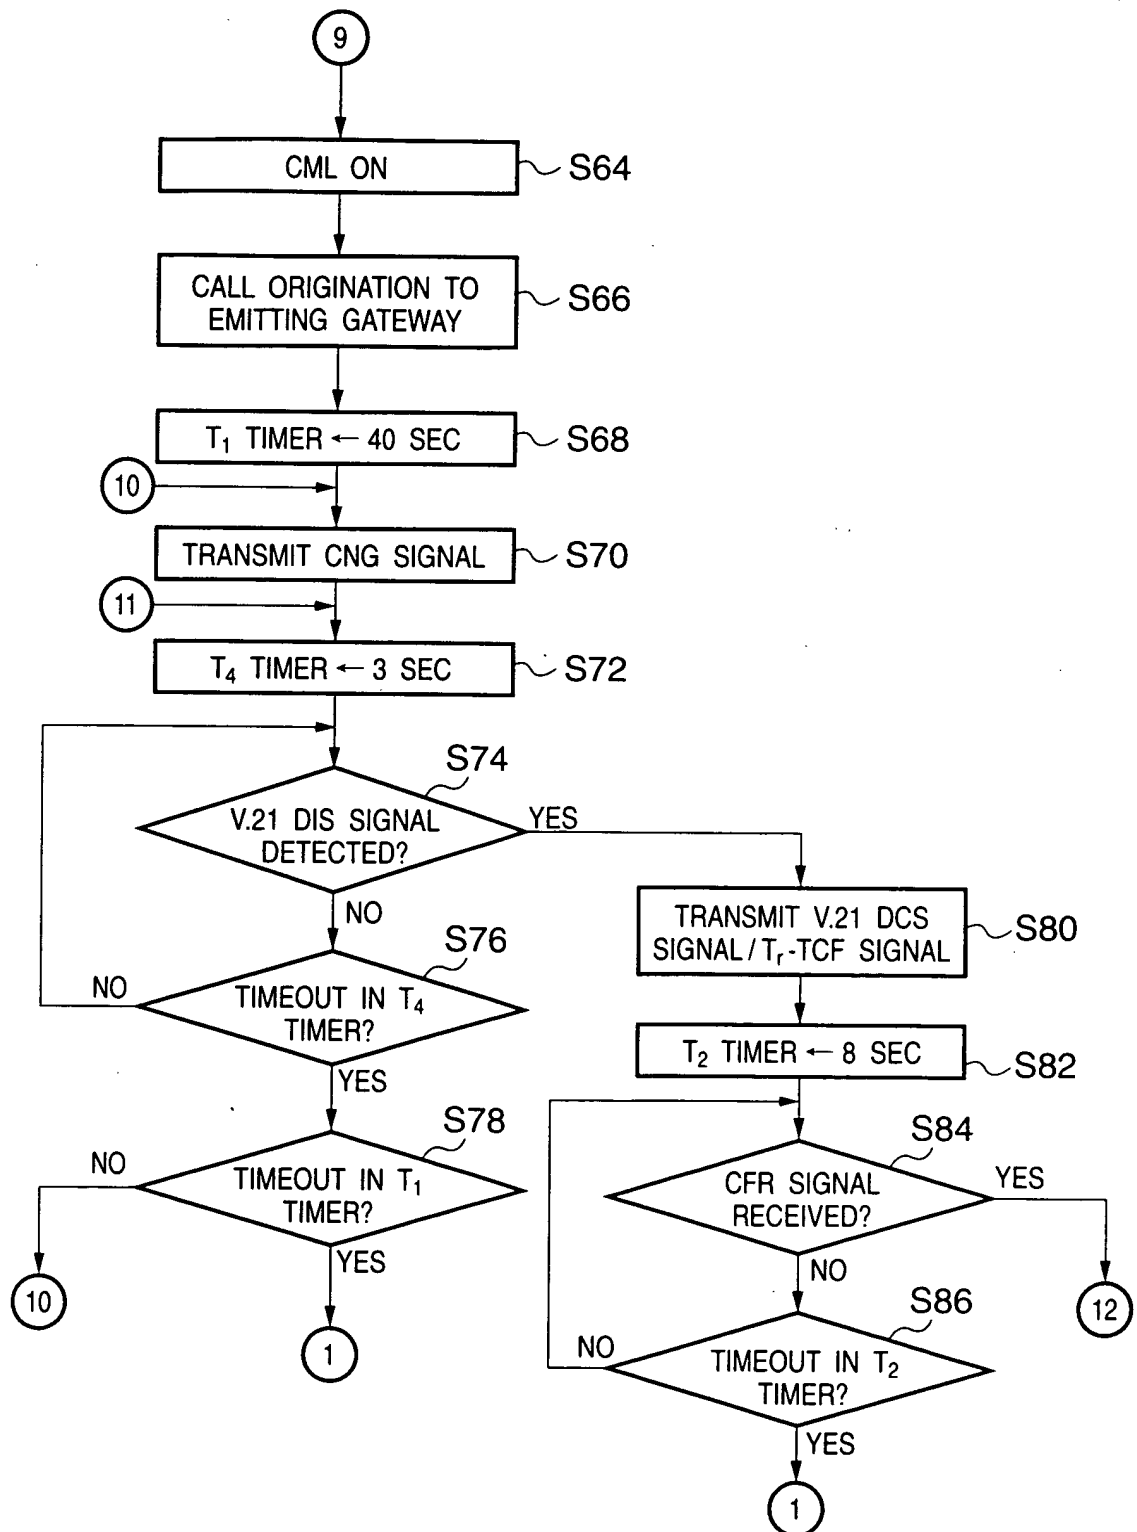 9
CML ON
S64
CALL ORIGINATION TO
EMITTING GATEWAY
S66
T1 TIMER ← 40 SEC
S68
10
TRANSMIT CNG SIGNAL
S70
11
T4 TIMER ← 3 SEC
S72
S74
V.21 DIS SIGNAL
DETECTED?
YES
NO
S76
TIMEOUT IN T4
TIMER?
NO
YES
S78
TIMEOUT IN T1
TIMER?
NO
YES
10
1
TRANSMIT V.21 DCS
SIGNAL/Tr-TCF SIGNAL
S80
T2 TIMER ← 8 SEC
S82
S84
CFR SIGNAL
RECEIVED?
YES
NO
12
S86
TIMEOUT IN T2
TIMER?
NO
YES
1